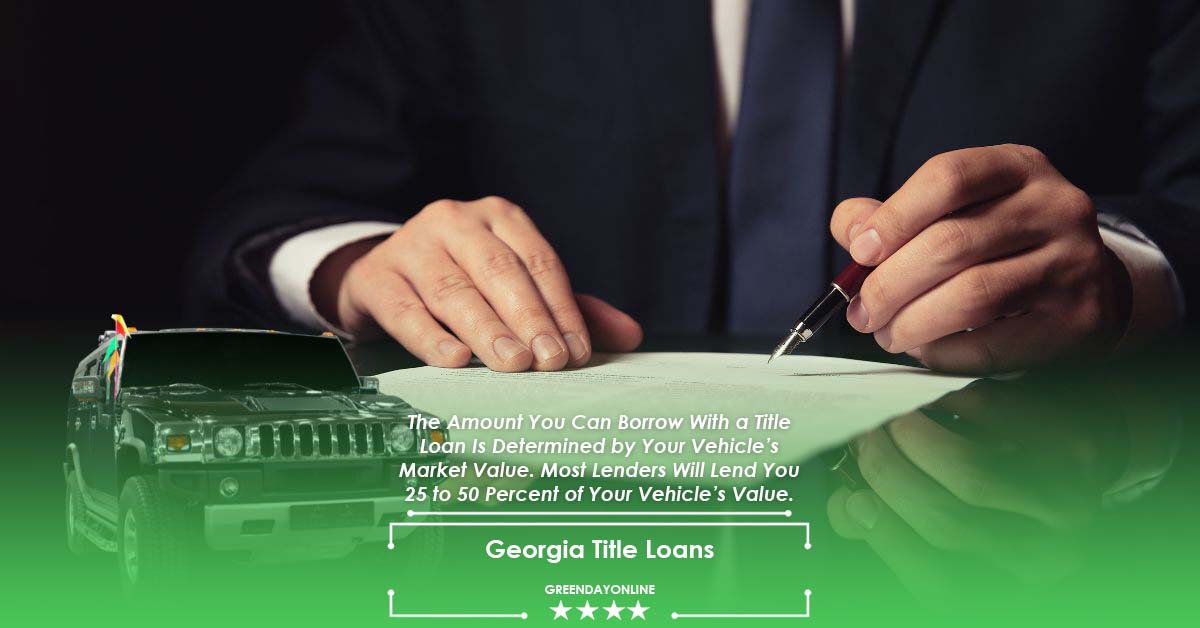 The Amount You Can Borrow With a Title
Loan Is Determined by Your Vehicle’s
Market Value. Most Lenders Will Lend You
25 to 50 Percent of Your Vehicle’s Value.
Georgia Title Loans
GREENDAYONLINE